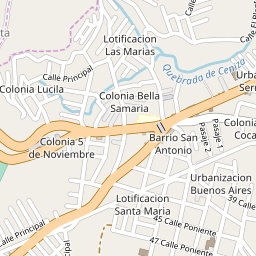 Lotificacion
Las Marias
Calle Principal
Quebrada de Ceniza
Colonia Lucila
Colonia Bella
Samaria
Colonia 5
de Noviembre
Barrio San
Antonio
Pasaje 2
Pasaje 1
Colonia
Urbanizacion
Buenos Aires
Lotificacion
Santa Maria
Calle Principal
45 Calle Poniente
47 Calle Poniente